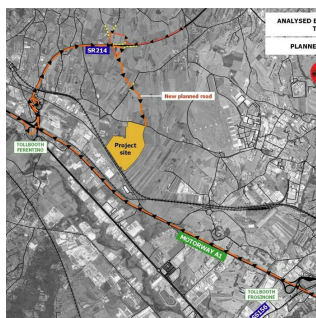 ANALYSED E
T
PLANNE
SR214
New planned road
Project
site
TOLLBOOTH
FERENTINO
MOTORWAY A1
TOLLBOOTH
FROSINONE